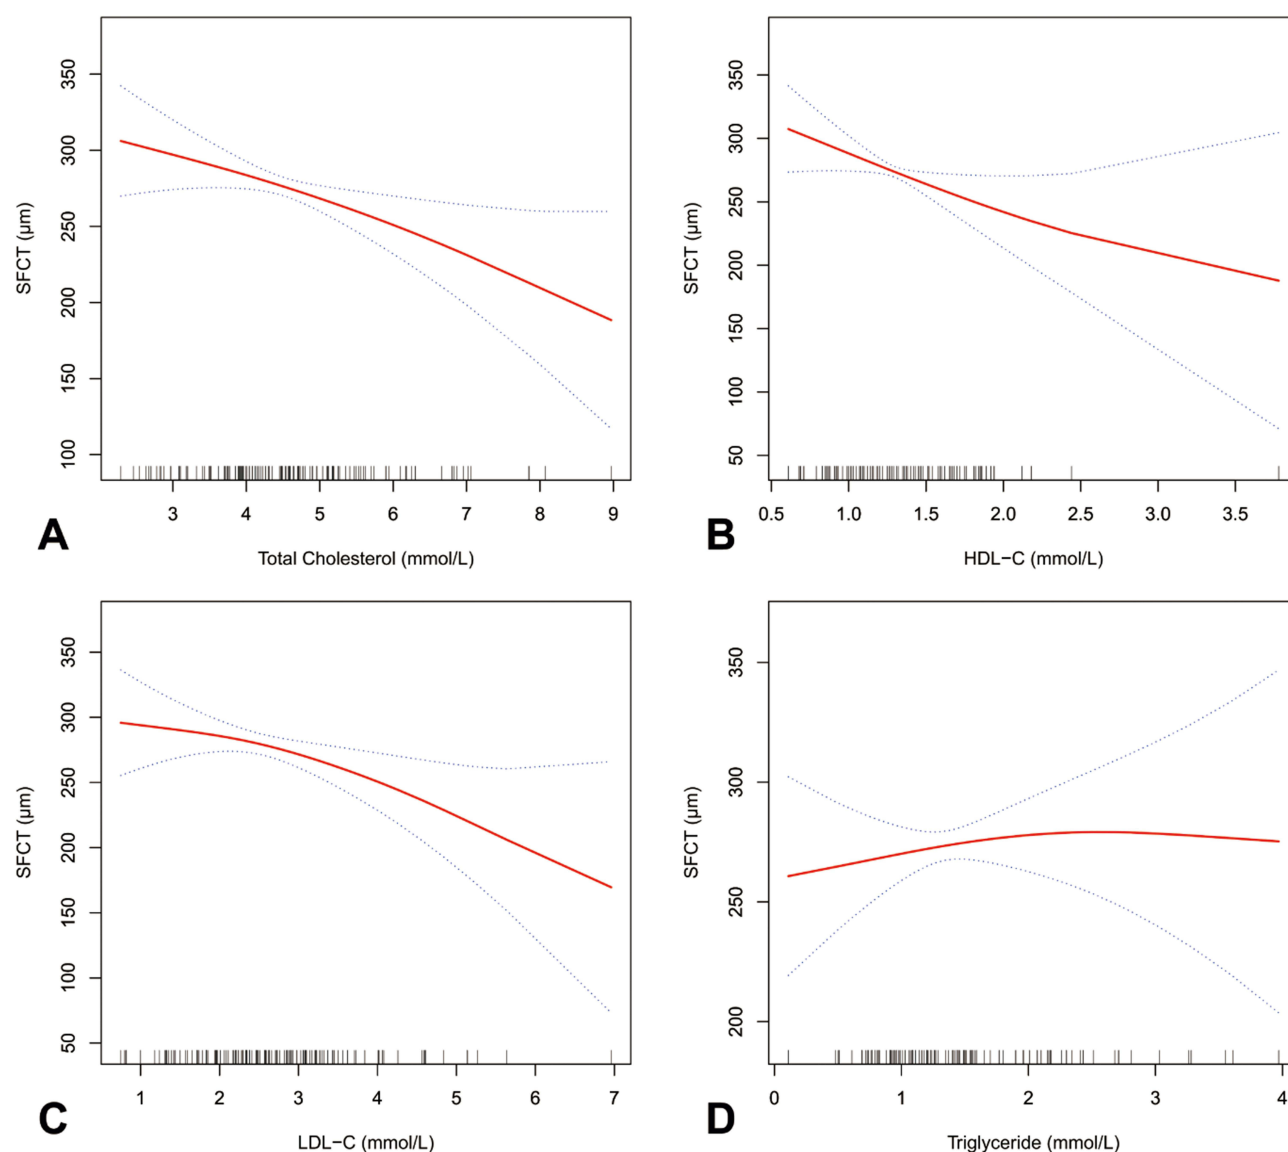 350
300
250
200
150
100
SFCT (µm)
3 4 5 6 7 8 9
A
Total Cholesterol (mmol/L)
350
300
250
200
150
100
50
SFCT (µm)
0.5 1.0 1.5 2.0 2.5 3.0 3.5
B
HDL−C (mmol/L)
350
300
250
200
150
100
50
SFCT (µm)
1 2 3 4 5 6 7
C
LDL−C (mmol/L)
350
300
250
200
SFCT (µm)
0 1 2 3 4
D
Triglyceride (mmol/L)